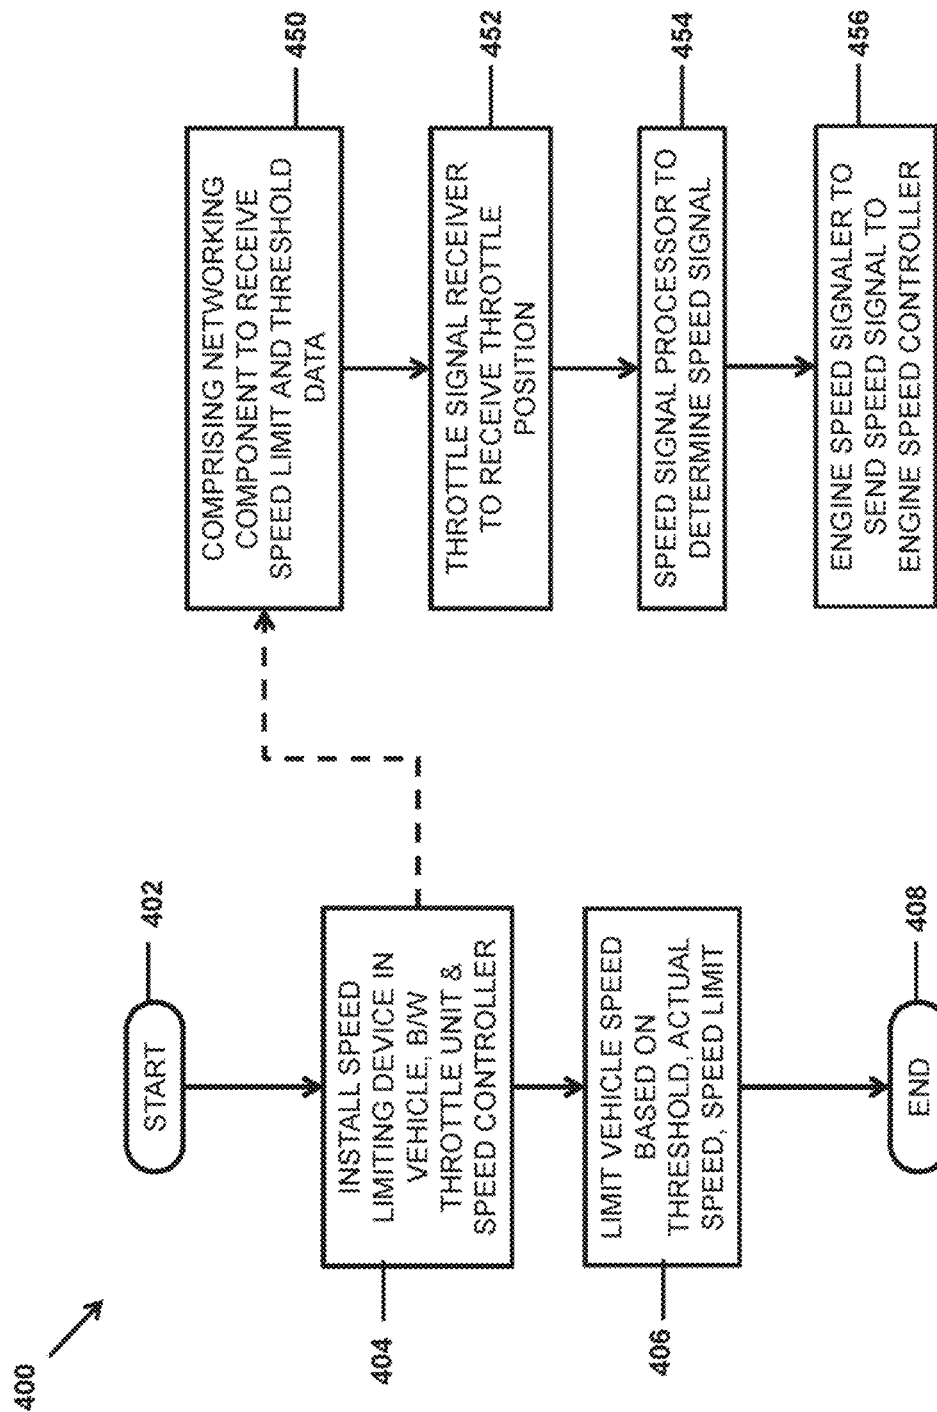 400
402
START
404
INSTALL SPEED
LIMITING DEVICE IN
VEHICLE, B/W
THROTTLE UNIT &
SPEED CONTROLLER
406
LIMIT VEHICLE SPEED
BASED ON
THRESHOLD, ACTUAL
SPEED, SPEED LIMIT
408
END
450
COMPRISING NETWORKING
COMPONENT TO RECEIVE
SPEED LIMIT AND THRESHOLD
DATA
452
THROTTLE SIGNAL RECEIVER
TO RECEIVE THROTTLE
POSITION
454
SPEED SIGNAL PROCESSOR TO
DETERMINE SPEED SIGNAL
456
ENGINE SPEED SIGNALER TO
SEND SPEED SIGNAL TO
ENGINE SPEED CONTROLLER